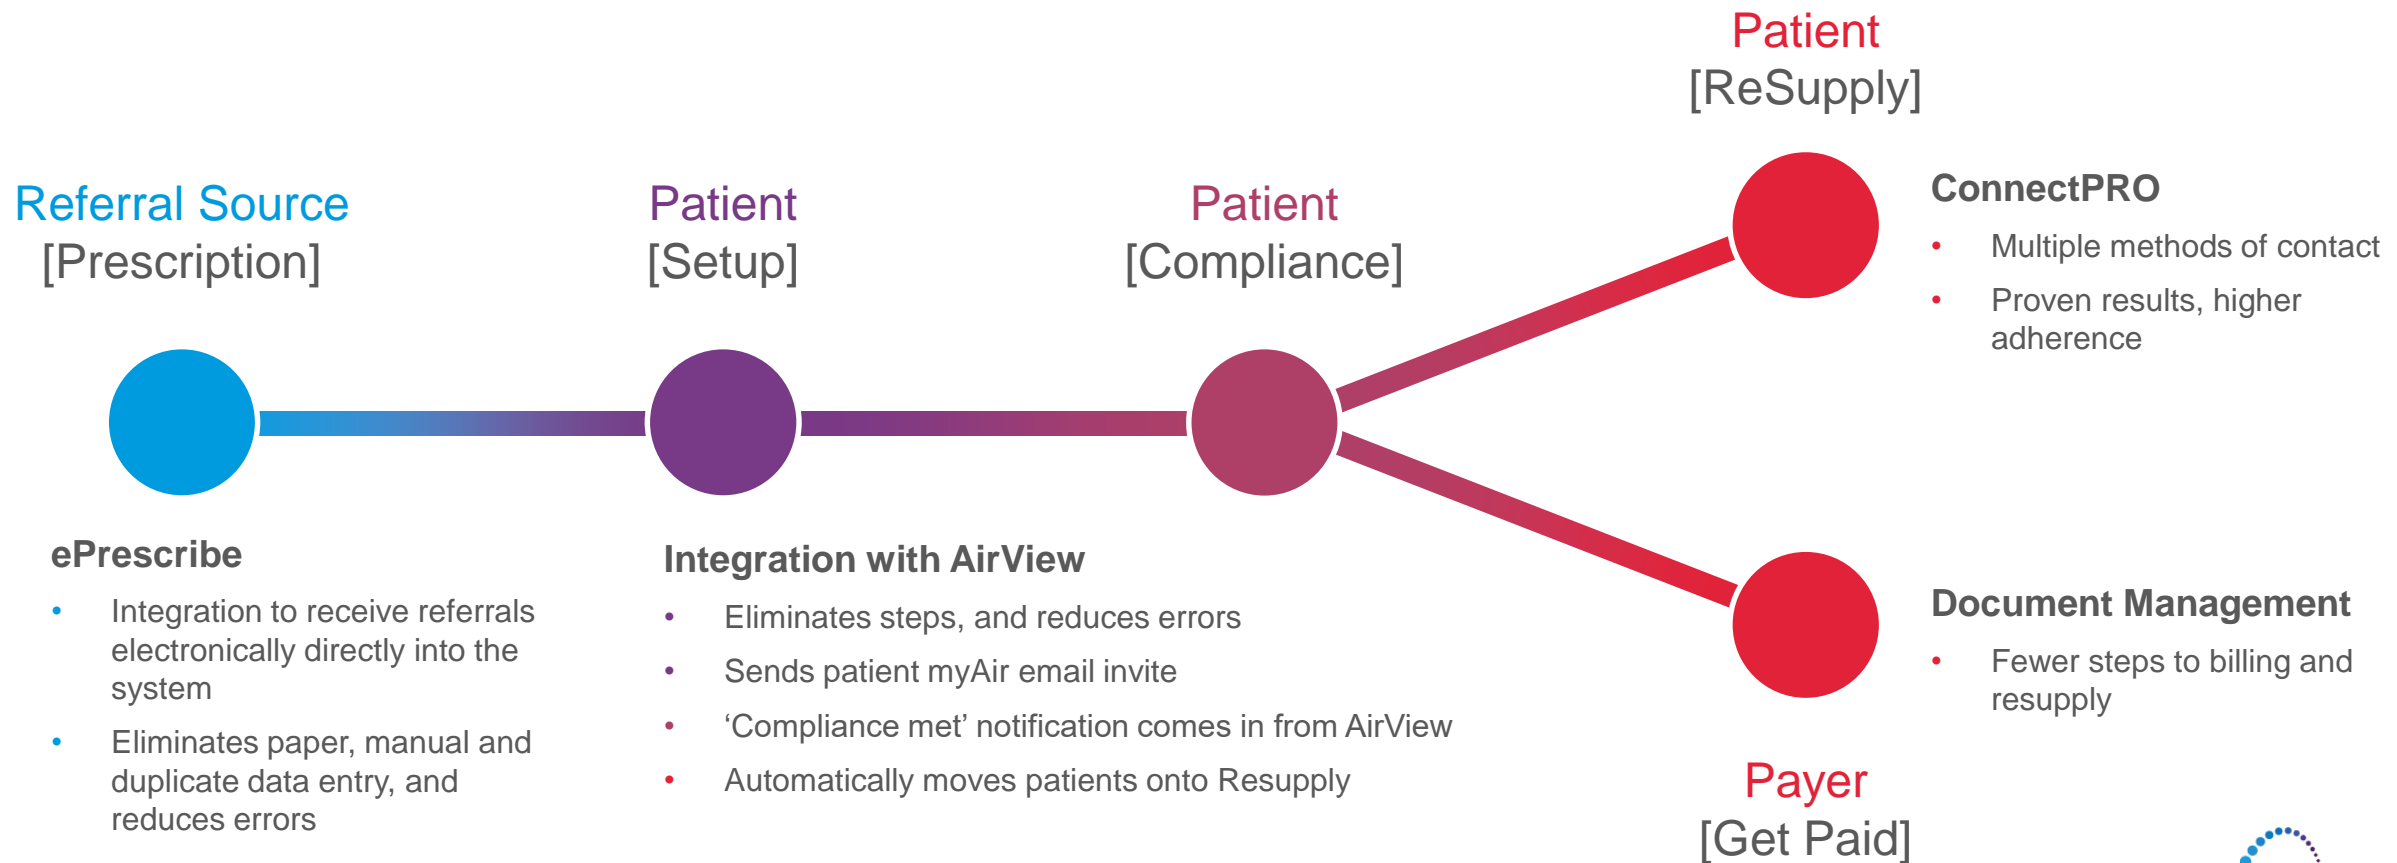 Referral Source
[Prescription]
Patient
[Setup]
Patient
[Compliance]
Patient
[ReSupply]
ConnectPRO
• Multiple methods of contact
• Proven results, higher
adherence
ePrescribe
• Integration to receive referrals
electronically directly into the
system
• Eliminates paper, manual and
duplicate data entry, and
reduces errors
Integration with AirView
• Eliminates steps, and reduces errors
• Sends patient myAir email invite
• ‘Compliance met’ notification comes in from AirView
• Automatically moves patients onto Resupply
Document Management
• Fewer steps to billing and
resupply
Payer
[Get Paid]